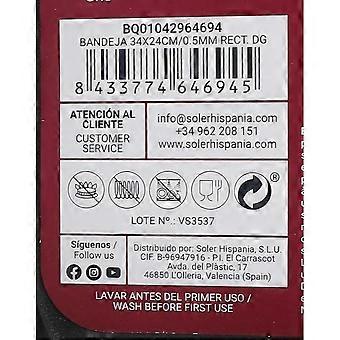 BQ01042964694
BANDEJA 34X24CM/0.5MM RECT. DG
8 433774 646945
ATENCIÓN AL
CLIENTE
CUSTOMER
SERVICE
info@solerhispania.com
+34 962 208 151
www.solerhispania.com
LOTE Nº.: VS3537
Síguenos /
Follow us
Distribuido por: Soler Hispania, S.L.U.
CIF. B-96947916 - P.I. El Carrascot
Avda. del Plàstic, 17
46850 L'Olleria, Valencia (Spain)
LAVAR ANTES DEL PRIMER USO /
WASH BEFORE FIRST USE